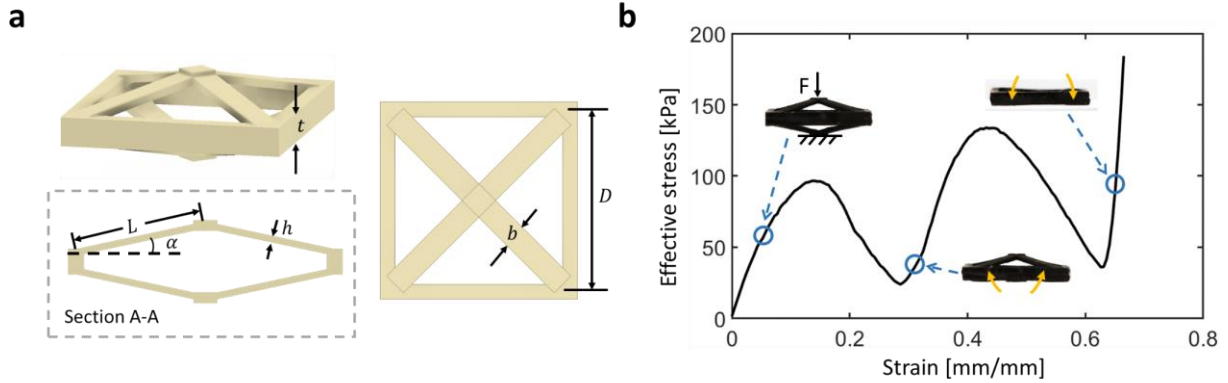 a
t
L
α
h
Section A-A
D
b
b
Effective stress [kPa]
200
150
100
50
0
0
0.2
0.4
0.6
0.8
Strain [mm/mm]
F